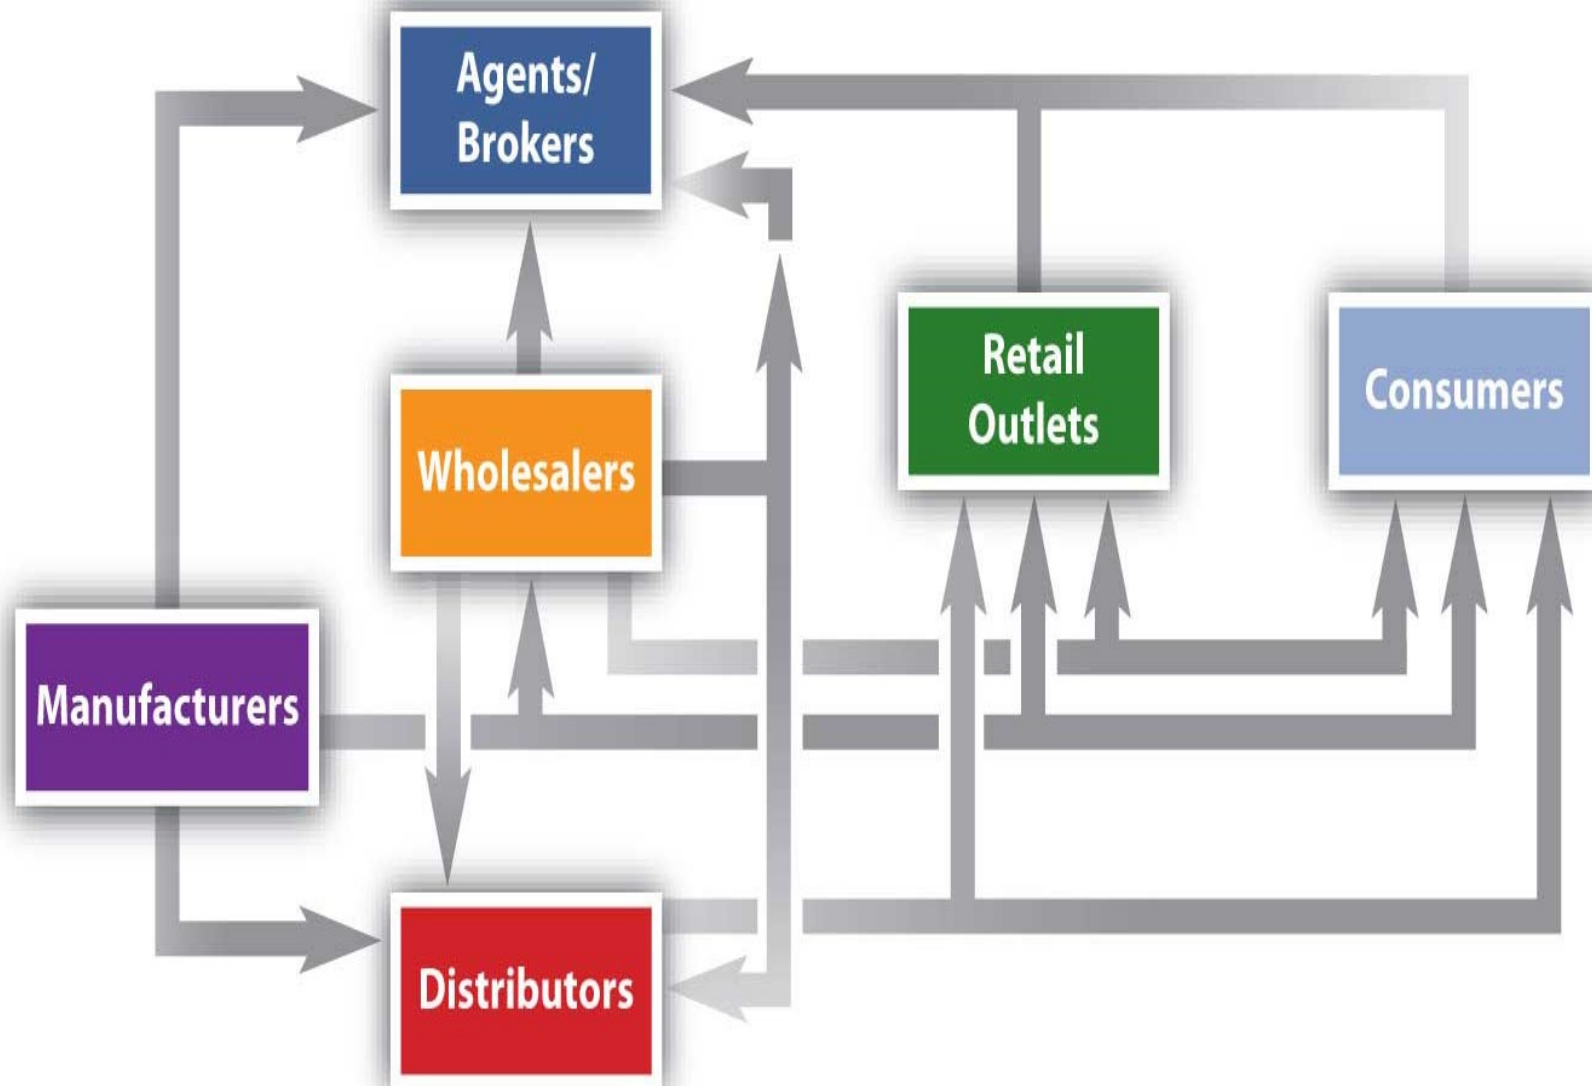 Agents/
Brokers
Retail
Outlets
Consumers
Wholesalers
Manufacturers
Distributors